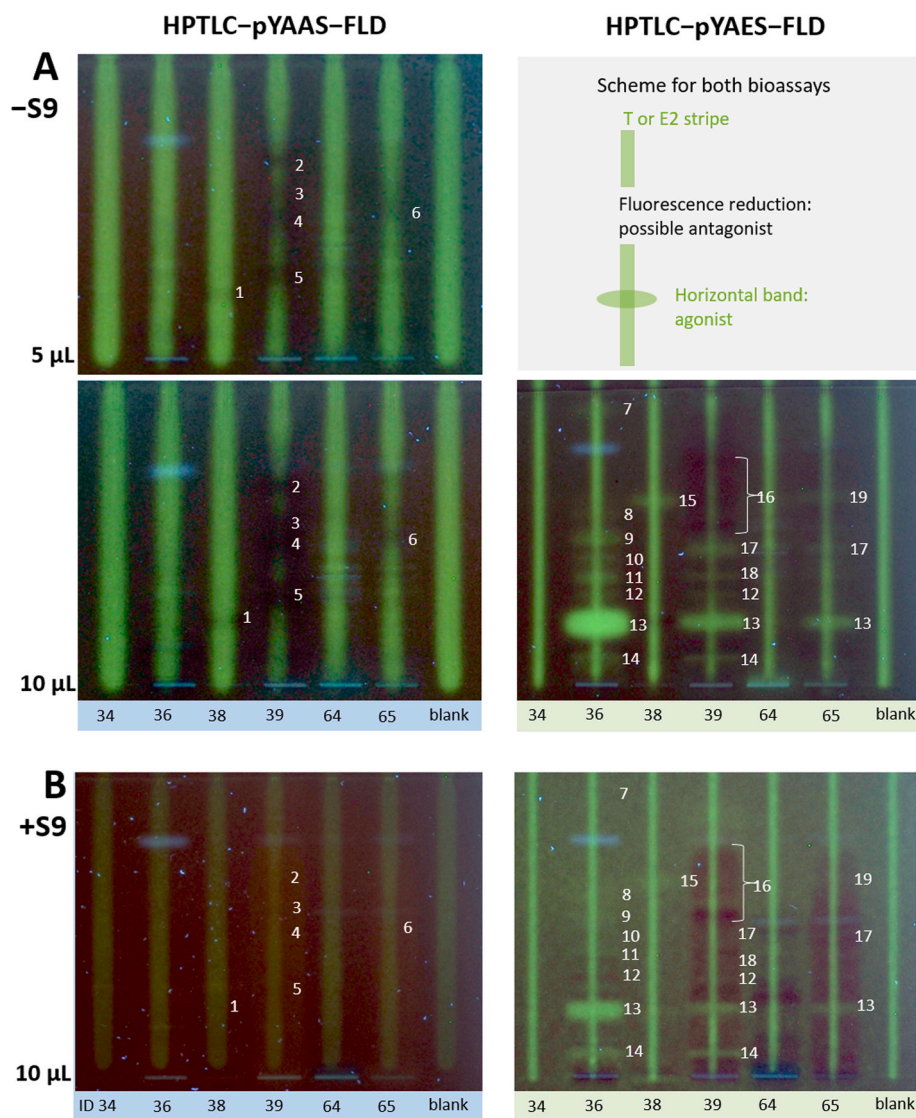 HPTLC–pYAAS–FLD
HPTLC–pYAES–FLD
A
–S9
2
3
4
6
5
1
5 µL
Scheme for both bioassays
T or E2 stripe
Fluorescence reduction:
possible antagonist
Horizontal band:
agonist
2
3
4
6
5
1
10 µL
34 36 38 39 64 65 blank
7
15 16 19
8
9
17 17
10
11 18
12 12
13 13 13
14 14
34 36 38 39 64 65 blank
B
+S9
2
3
4
6
5
1
10 µL
ID 34 36 38 39 64 65 blank
7
15 16 19
8
9
10 17 17
11 18
12 12
13 13 13
14 14
34 36 38 39 64 65 blank